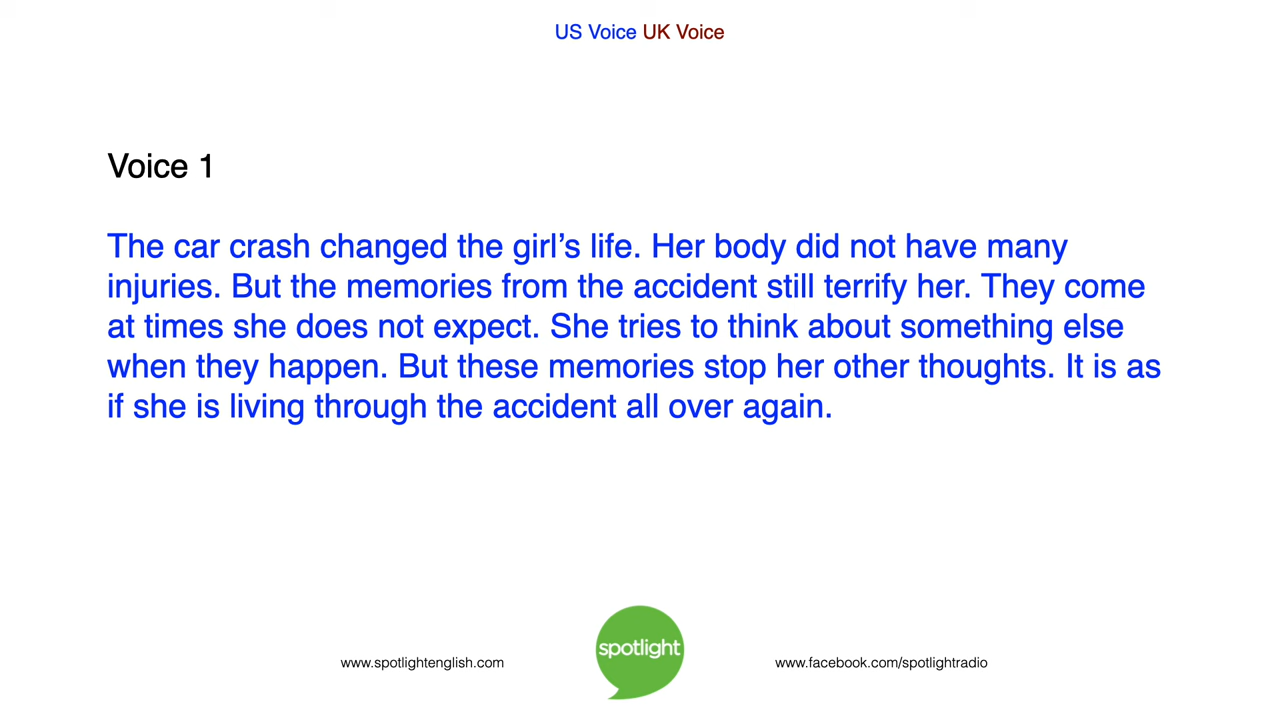 US Voice UK Voice
Voice 1
The car crash changed the girl’s life. Her body did not have many
injuries. But the memories from the accident still terrify her. They come
at times she does not expect. She tries to think about something else
when they happen. But these memories stop her other thoughts. It is as
if she is living through the accident all over again.
spotlight
www.spotlightenglish.com
www.facebook.com/spotlightradio